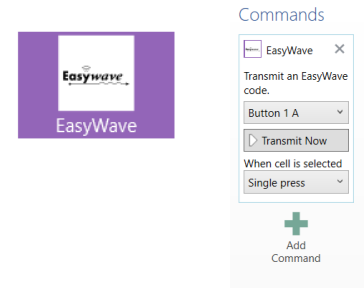 Easywave
EasyWave
Commands
Easywave
EasyWave
Transmit an EasyWave
code.
Button 1 A
Transmit Now
When cell is selected
Single press
Add
Command